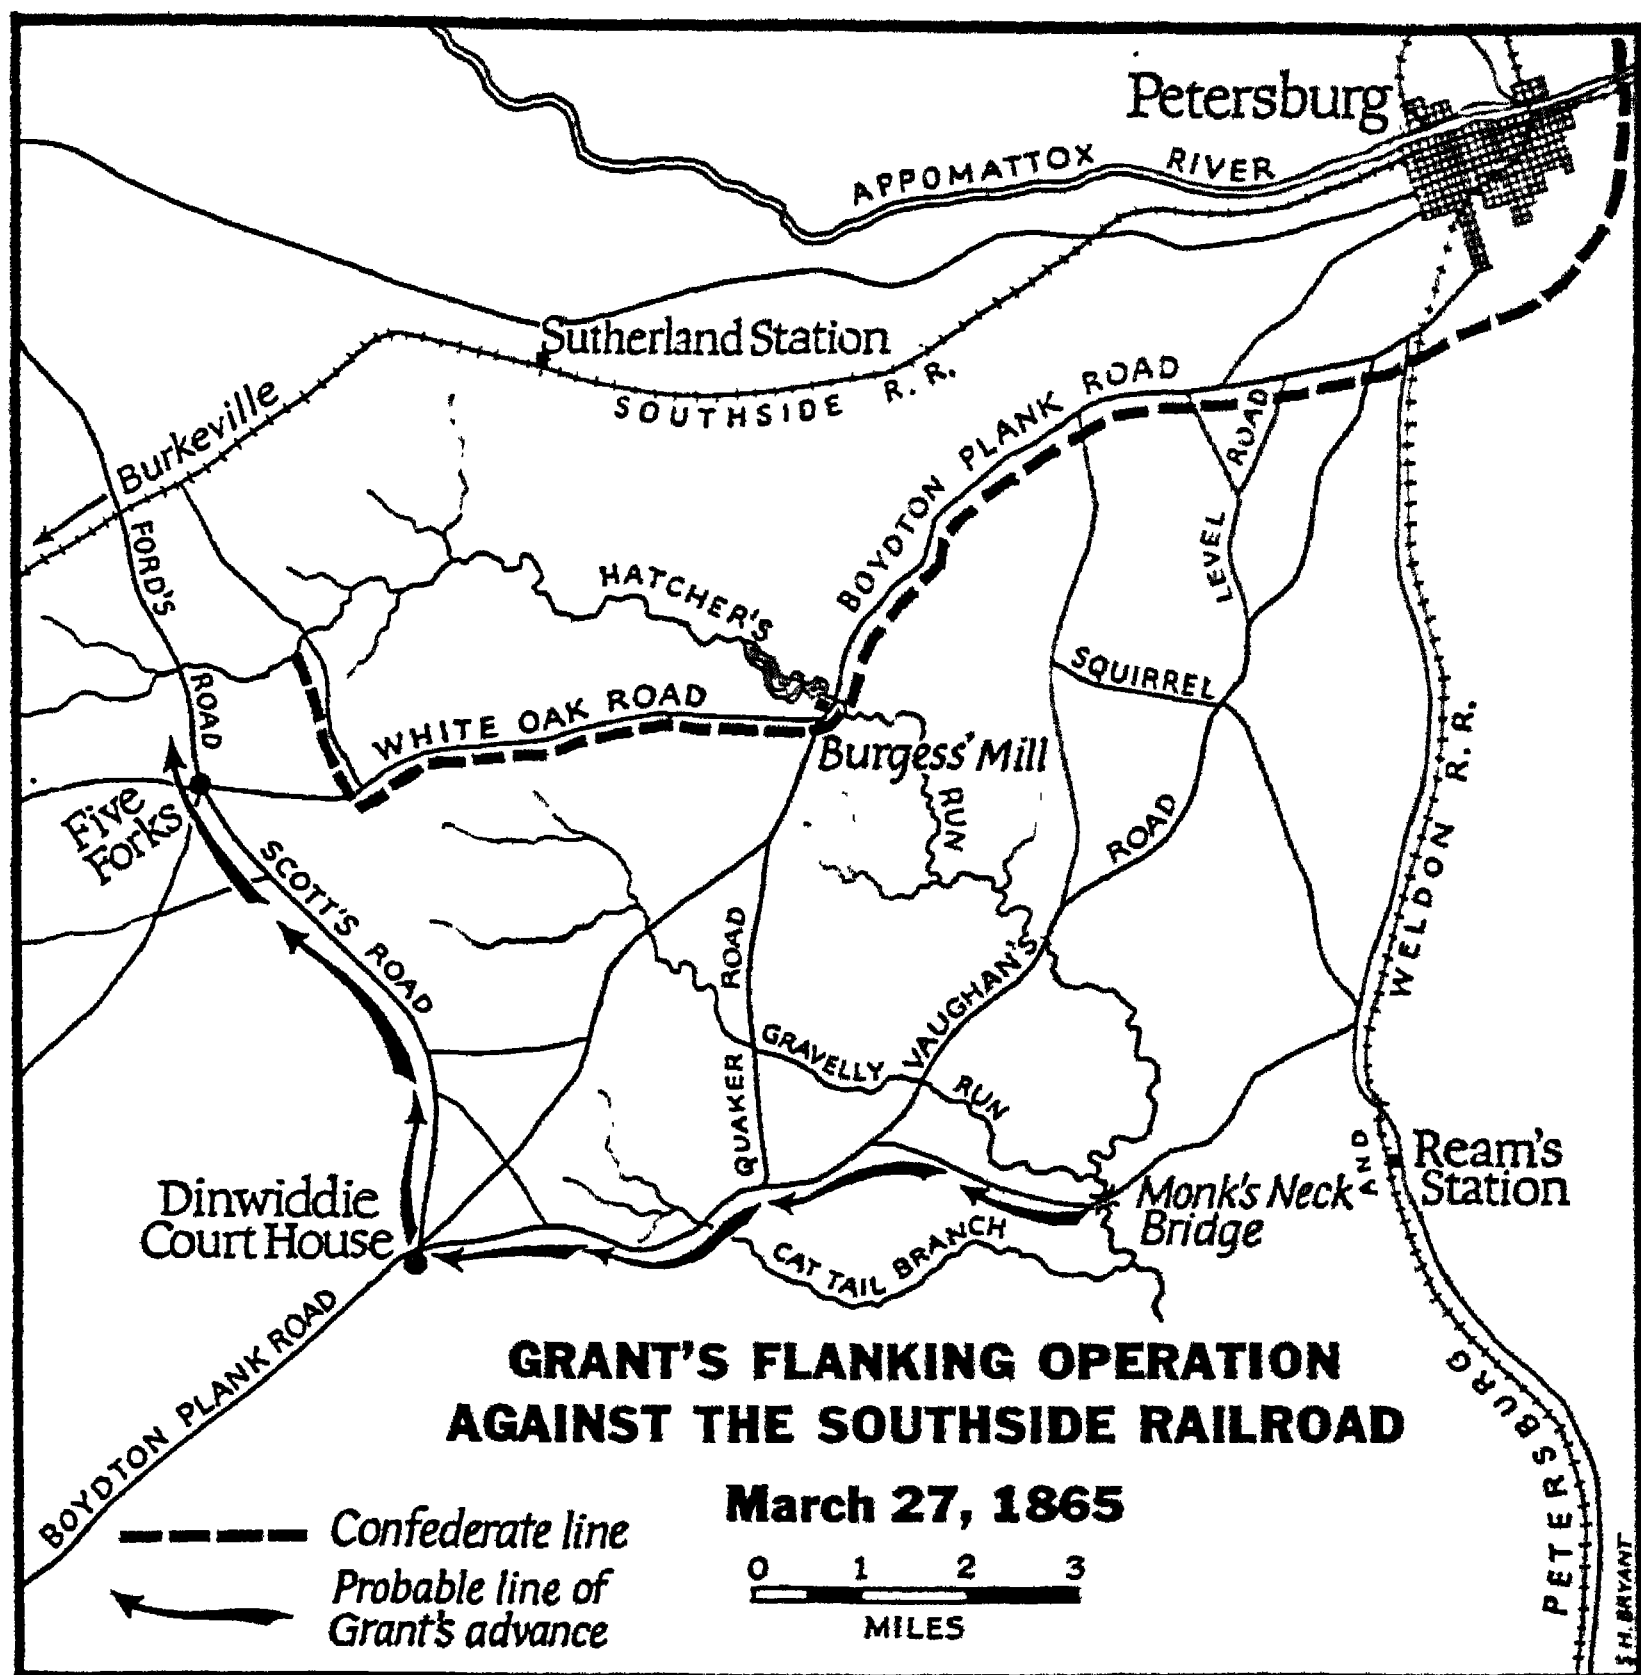 Petersburg
APPOMATTOX RIVER
Sutherland Station
SOUTHSIDE R. R.
BOYDTON PLANK ROAD
Burkeville
FORD'S ROAD
HATCHER'S
RUN
LEVEL ROAD
SQUIRREL
WHITE OAK ROAD
Burgess' Mill
Five
Forks
SCOTT'S ROAD
ROAD
VAUGHAN'S
QUAKER ROAD
GRAVELLY RUN
PETERSBURG AND WELDON R. R.
Ream's
Station
Monk's Neck
Bridge
Dinwiddie
Court House
CAT TAIL BRANCH
BOYDTON PLANK ROAD
GRANT'S FLANKING OPERATION
AGAINST THE SOUTHSIDE RAILROAD
March 27, 1865
Confederate line
Probable line of
Grant's advance
0 1 2 3
MILES
S.H. BRYANT